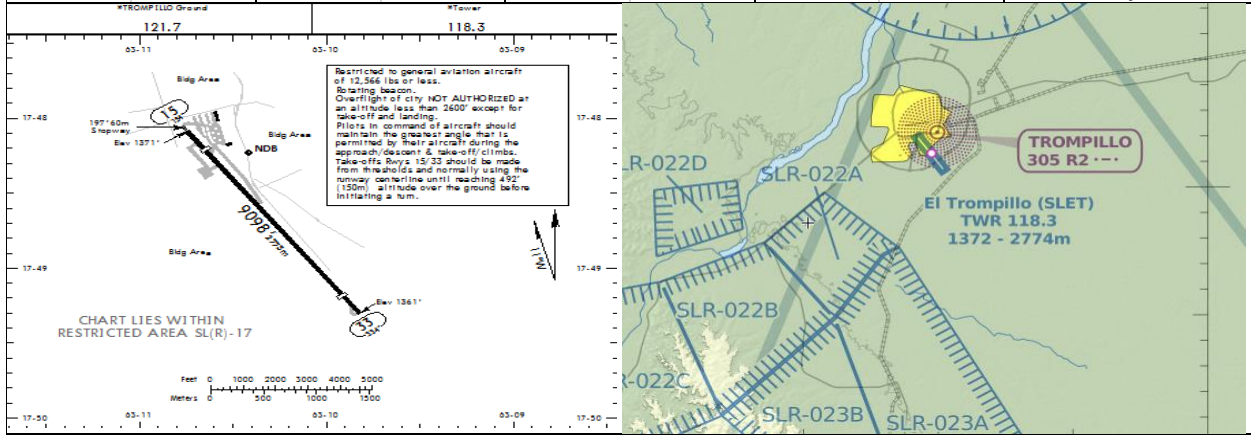 *TROMPILLO Ground
121.7
*Tower
118.3
63-11
63-10
63-09
Bldg Area
Restricted to general aviation aircraft
of 12,566 lbs or less.
Rotating beacon.
Overflight of city NOT AUTHORIZED at
an altitude less than 2600' except for
take-off and landing.
Pilots in command of aircraft should
maintain the greatest angle that is
permitted by their aircraft during the
approach/descent & take-off/climbs.
Take-offs Rwys 15/33 should be made
from thresholds and normally using the
runway centerline until reaching 492'
(150m) altitude over the ground before
initiating a turn.
17-48
17-48
15
197' 60m
Stopway
Elev 1371'
Bldg Area
NDB
9098' 2773m
Bldg Area
11°W
17-49
17-49
Elev 1361'
33
CHART LIES WITHIN
RESTRICTED AREA SL(R)-17
Feet 0 1000 2000 3000 4000 5000
Meters 0 500 1000 1500
17-50
17-50
63-11
63-10
63-09
TROMPILLO
305 R2 ·–·
LR-022D
SLR-022A
El Trompillo (SLET)
TWR 118.3
1372 - 2774m
SLR-022B
R-022C
SLR-023B
SLR-023A